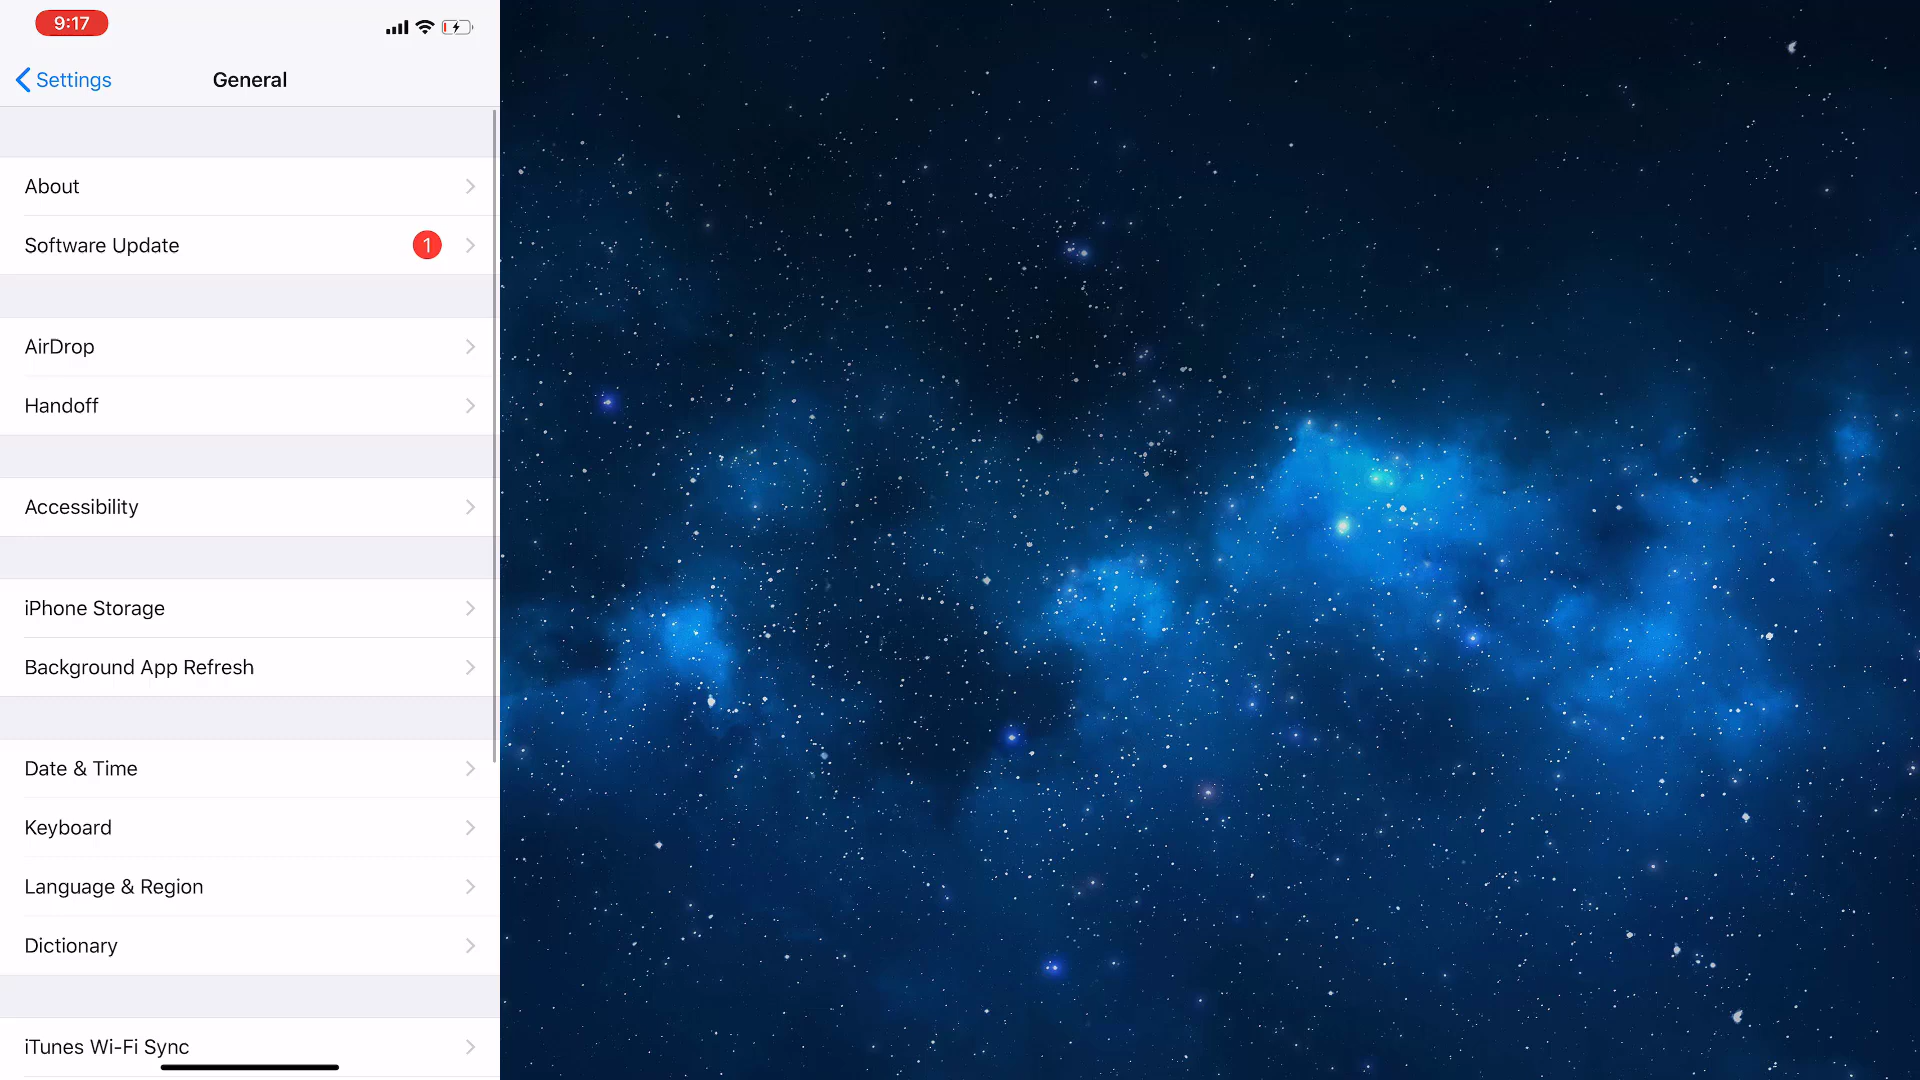 9:17
Settings
General
About
Software Update
1
AirDrop
Handoff
Accessibility
iPhone Storage
Background App Refresh
Date & Time
Keyboard
Language & Region
Dictionary
iTunes Wi-Fi Sync